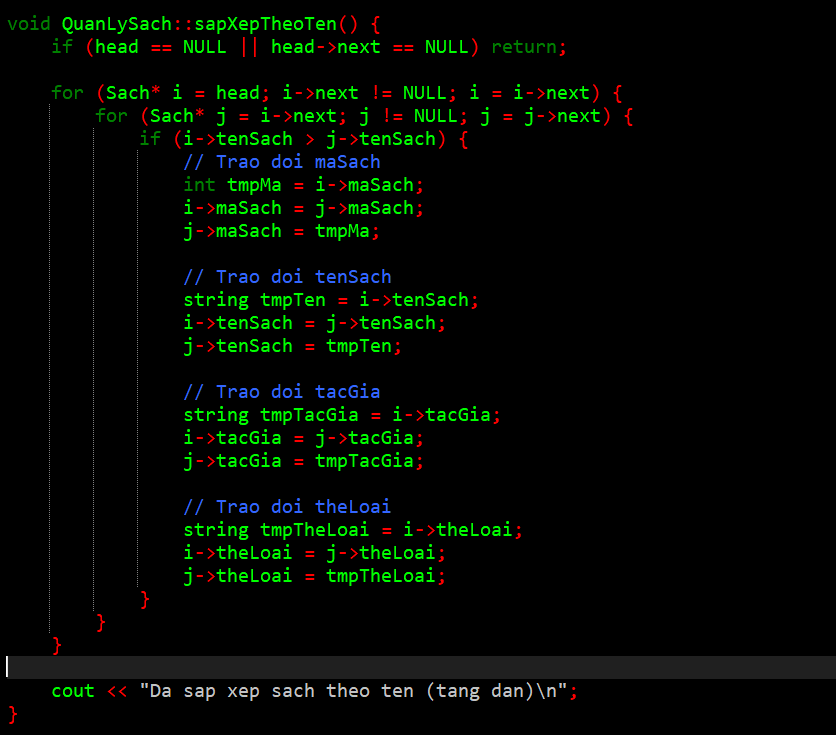 void QuanLySach::sapXepTheoTen() {
    if (head == NULL || head->next == NULL) return;

    for (Sach* i = head; i->next != NULL; i = i->next) {
        for (Sach* j = i->next; j != NULL; j = j->next) {
            if (i->tenSach > j->tenSach) {
                // Trao doi maSach
                int tmpMa = i->maSach;
                i->maSach = j->maSach;
                j->maSach = tmpMa;

                // Trao doi tenSach
                string tmpTen = i->tenSach;
                i->tenSach = j->tenSach;
                j->tenSach = tmpTen;

                // Trao doi tacGia
                string tmpTacGia = i->tacGia;
                i->tacGia = j->tacGia;
                j->tacGia = tmpTacGia;

                // Trao doi theLoai
                string tmpTheLoai = i->theLoai;
                i->theLoai = j->theLoai;
                j->theLoai = tmpTheLoai;
            }
        }
    }

    cout << "Da sap xep sach theo ten (tang dan)\n";
}